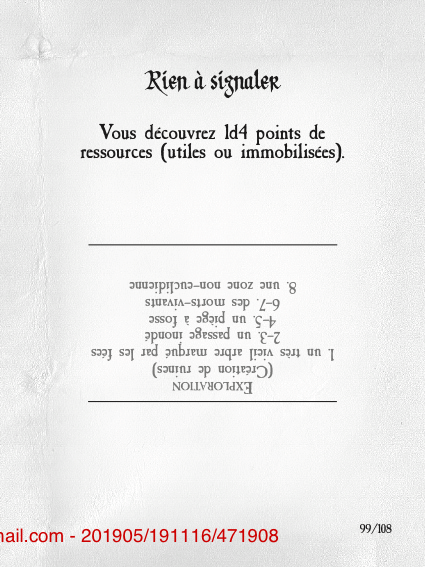 Rien à signaler
Vous découvrez 1d4 points de
ressources (utiles ou immobilisées).
EXPLORATION
(Création de ruines)
1. un très vieil arbre marqué par les fées
2-3. un passage inondé
4-5. un piège à fosse
6-7. des morts-vivants
8. une zone non-euclidienne
ail.com - 201905/191116/471908
99/108